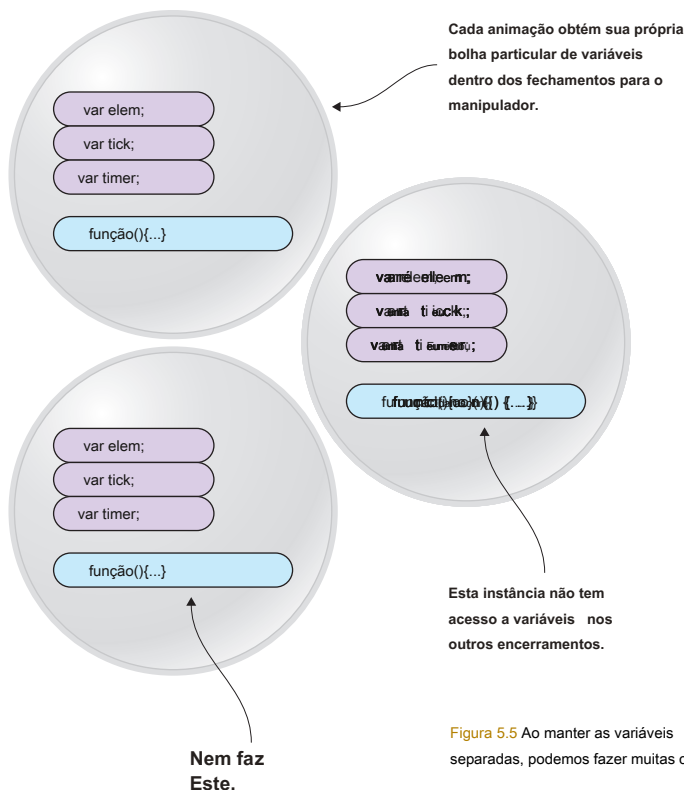 Cada animação obtém sua própria
bolha particular de variáveis
dentro dos fechamentos para o
manipulador.
var elem;
var tick;
var timer;
função(){...}
var elem;
var tick;
var timer;
função(){...}
Esta instância não tem
acesso a variáveis nos
outros encerramentos.
Nem faz
Este.
Figura 5.5 Ao manter as variáveis
separadas, podemos fazer muitas